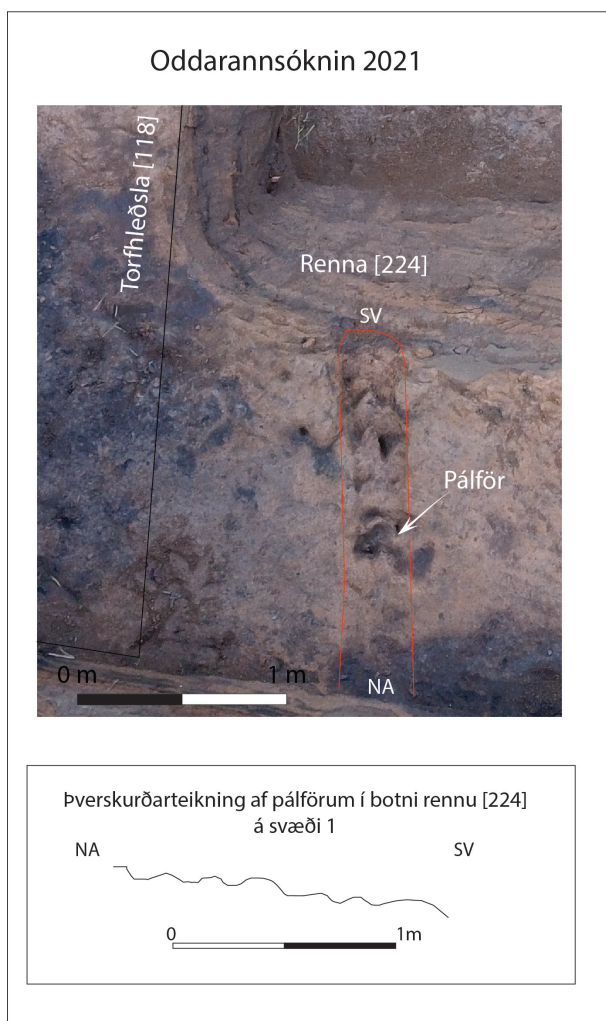 Oddarannsóknin 2021
Torfhleðsla [118]
Renna [224]
SV
Pálför
0 m
1 m
NA
Þverskurðarteikning af pálförum í botni rennu [224]
á svæði 1
NA
SV
0
1m